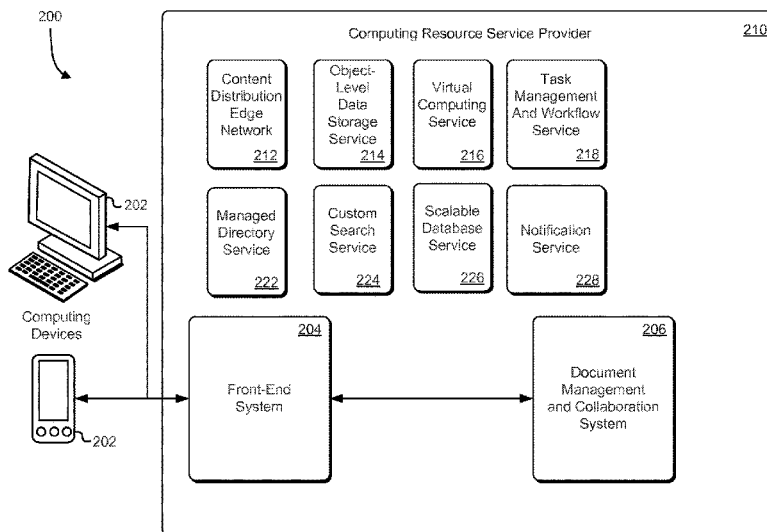 200
Computing Resource Service Provider
210
Content
Distribution
Edge
Network
212
Object-
Level
Data
Storage
Service
214
Virtual
Computing
Service
216
Task
Management
And Workflow
Service
218
202
Managed
Directory
Service
222
Custom
Search
Service
224
Scalable
Database
Service
226
Notification
Service
228
Computing
Devices
202
204
Front-End
System
206
Document
Management
and Collaboration
System